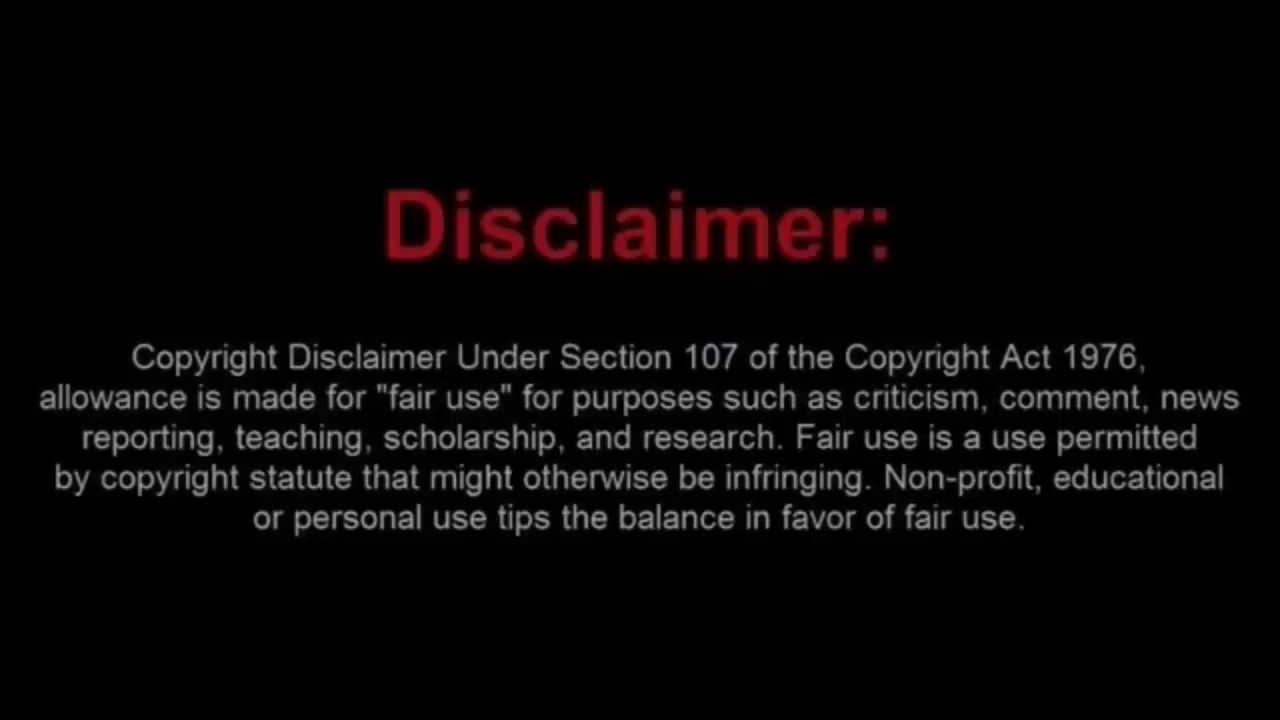 Disclaimer:
Copyright Disclaimer Under Section 107 of the Copyright Act 1976,
allowance is made for "fair use" for purposes such as criticism, comment, news
reporting, teaching, scholarship, and research. Fair use is a use permitted
by copyright statute that might otherwise be infringing. Non-profit, educational
or personal use tips the balance in favor of fair use.